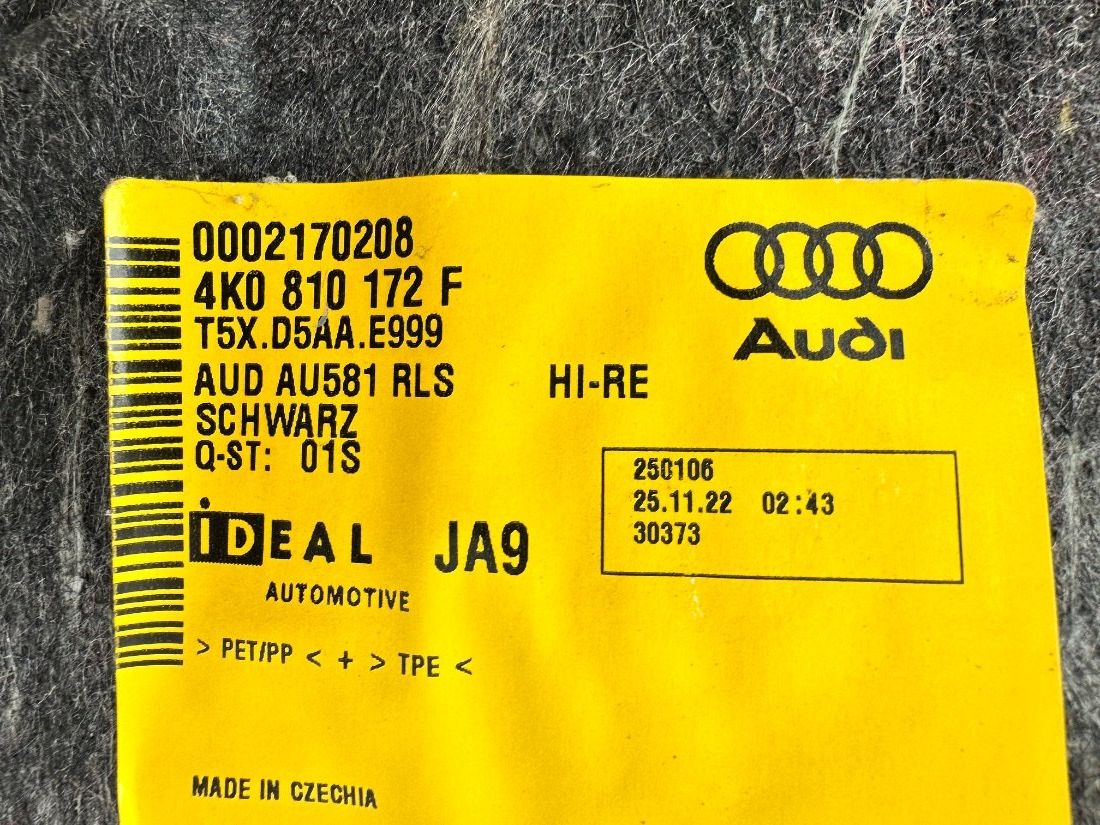 0002170208
4K0 810 172 F
T5X.D5AA.E999
AUD AU581 RLS HI-RE
SCHWARZ
Q-ST: 01S
Audi
250106
25.11.22 02:43
30373
iDEAL JA9
AUTOMOTIVE
> PET/PP < + > TPE <
MADE IN CZECHIA